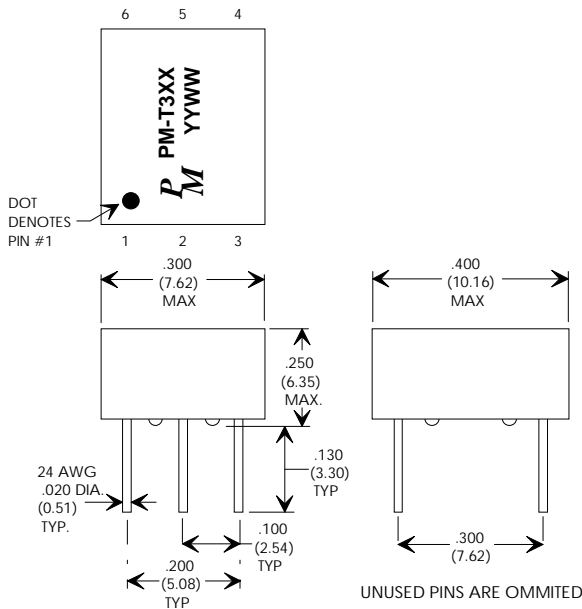 6 5 4
PM-T3XX
YYWW
PM
DOT
DENOTES
PIN #1
1 2 3
.300
(7.62)
MAX
.400
(10.16)
MAX
.250
(6.35)
MAX.
24 AWG
.020 DIA.
(0.51)
TYP.
.130
(3.30)
TYP
.100
(2.54)
TYP
.200
(5.08)
TYP
.300
(7.62)
UNUSED PINS ARE OMMITED